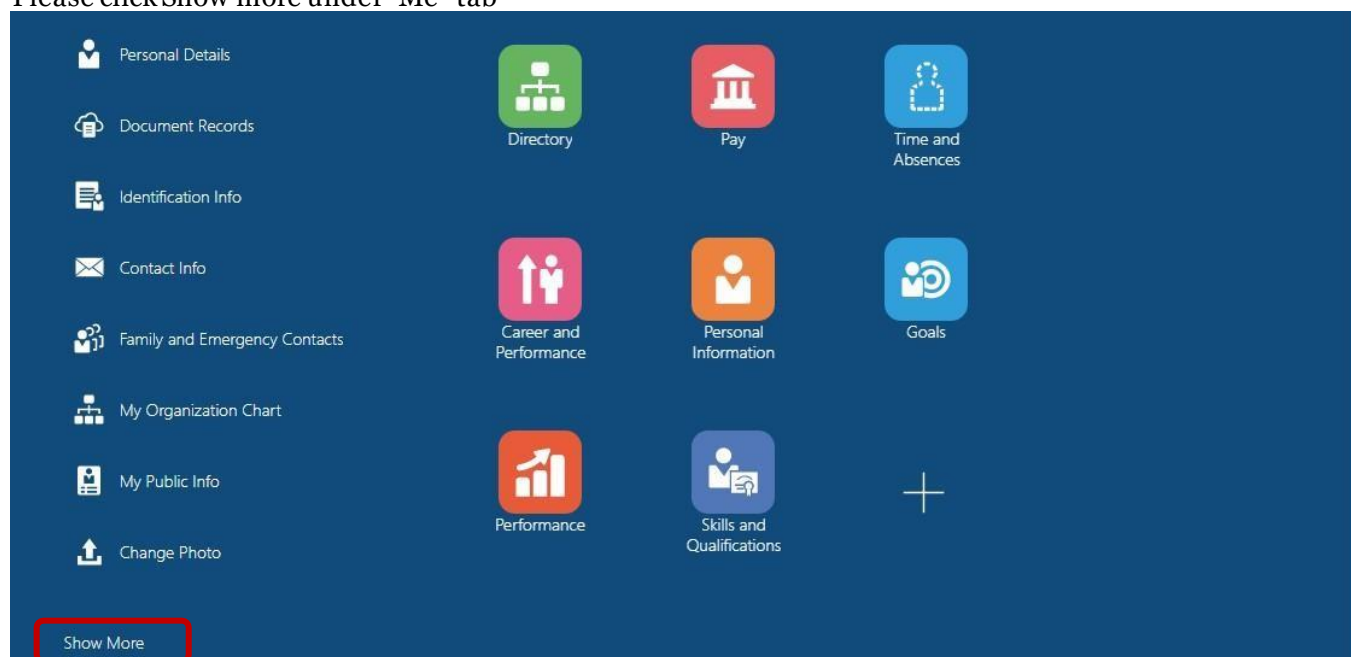 Please click Show more under "Me" tab
Personal Details
Document Records
Identification Info
Contact Info
Family and Emergency Contacts
My Organization Chart
My Public Info
Change Photo
Show More
Directory
Pay
Time and
Absences
Career and
Performance
Personal
Information
Goals
Performance
Skills and
Qualifications